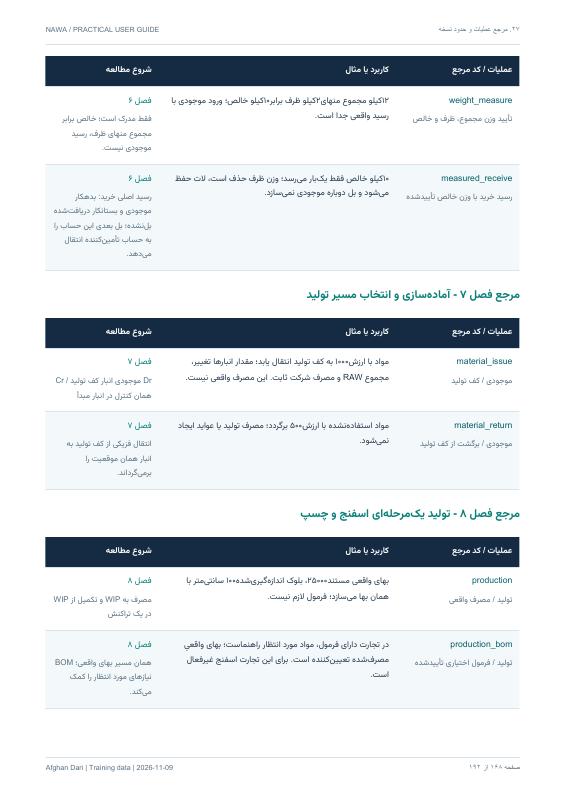 ۲۷. مرجع عملیات و حدود نسخه
NAWA / PRACTICAL USER GUIDE
عملیات / کد مرجع
کاربرد یا مثال
شروع مطالعه
weight_measure
تأیید وزن مجموع، ظرف و خالص
۱۲کیلو مجموع منهای۲کیلو ظرف برابر۱۰کیلو خالص؛ ورود موجودی با
رسید واقعی جدا است.
فصل ۶
فقط مدرک است؛ خالص برابر
مجموع منهای ظرف، رسید
موجودی نیست.
measured_receive
رسید خرید با وزن خالص تأییدشده
۱۰کیلو خالص فقط یک‌بار می‌رسد؛ وزن ظرف حذف است، لات حفظ
می‌شود و بل دوباره موجودی نمی‌سازد.
فصل ۶
رسید اصلی خرید: بدهکار
موجودی و بستانکار دریافت‌شده
بل‌نشده؛ بل بعدی این حساب را
به حساب تأمین‌کننده انتقال
می‌دهد.
مرجع فصل ۷ - آماده‌سازی و انتخاب مسیر تولید
عملیات / کد مرجع
کاربرد یا مثال
شروع مطالعه
material_issue
موجودی / کف تولید
مواد با ارزش۱۰۰۰ به کف تولید انتقال یابد؛ مقدار انبارها تغییر،
مجموع RAW و مصرف شرکت ثابت. این مصرف واقعی نیست.
فصل ۷
Dr موجودی انبار کف تولید / Cr
همان کنترل در انبار مبدأ
material_return
موجودی / برگشت از کف تولید
مواد استفاده‌نشده با ارزش۵۰۰ برگردد؛ مصرف تولید یا عواید ایجاد
نمی‌شود.
فصل ۷
انتقال فزیکی از کف تولید به
انبار همان موقعیت را
برمی‌گرداند.
مرجع فصل ۸ - تولید یک‌مرحله‌ای اسفنج و چسپ
عملیات / کد مرجع
کاربرد یا مثال
شروع مطالعه
production
تولید / مصرف واقعی
بهای واقعی مستند۲۵۰۰۰، بلوک اندازه‌گیری‌شده۱۰۰ سانتی‌متر با
همان بها می‌سازد؛ فرمول لازم نیست.
فصل ۸
مصرف به WIP و تکمیل از WIP
در یک تراکنش
production_bom
تولید / فرمول اختیاری تأییدشده
در تجارت دارای فرمول، مواد مورد انتظار راهنماست؛ بهای واقعیِ
مصرف‌شده تعیین‌کننده است. برای این تجارت اسفنج غیرفعال
است.
فصل ۸
همان مسیر بهای واقعی؛ BOM
نیازهای مورد انتظار را کمک
می‌کند.
صفحه ۱۶۸ از ۱۹۲
Afghan Dari | Training data | 2026-11-09